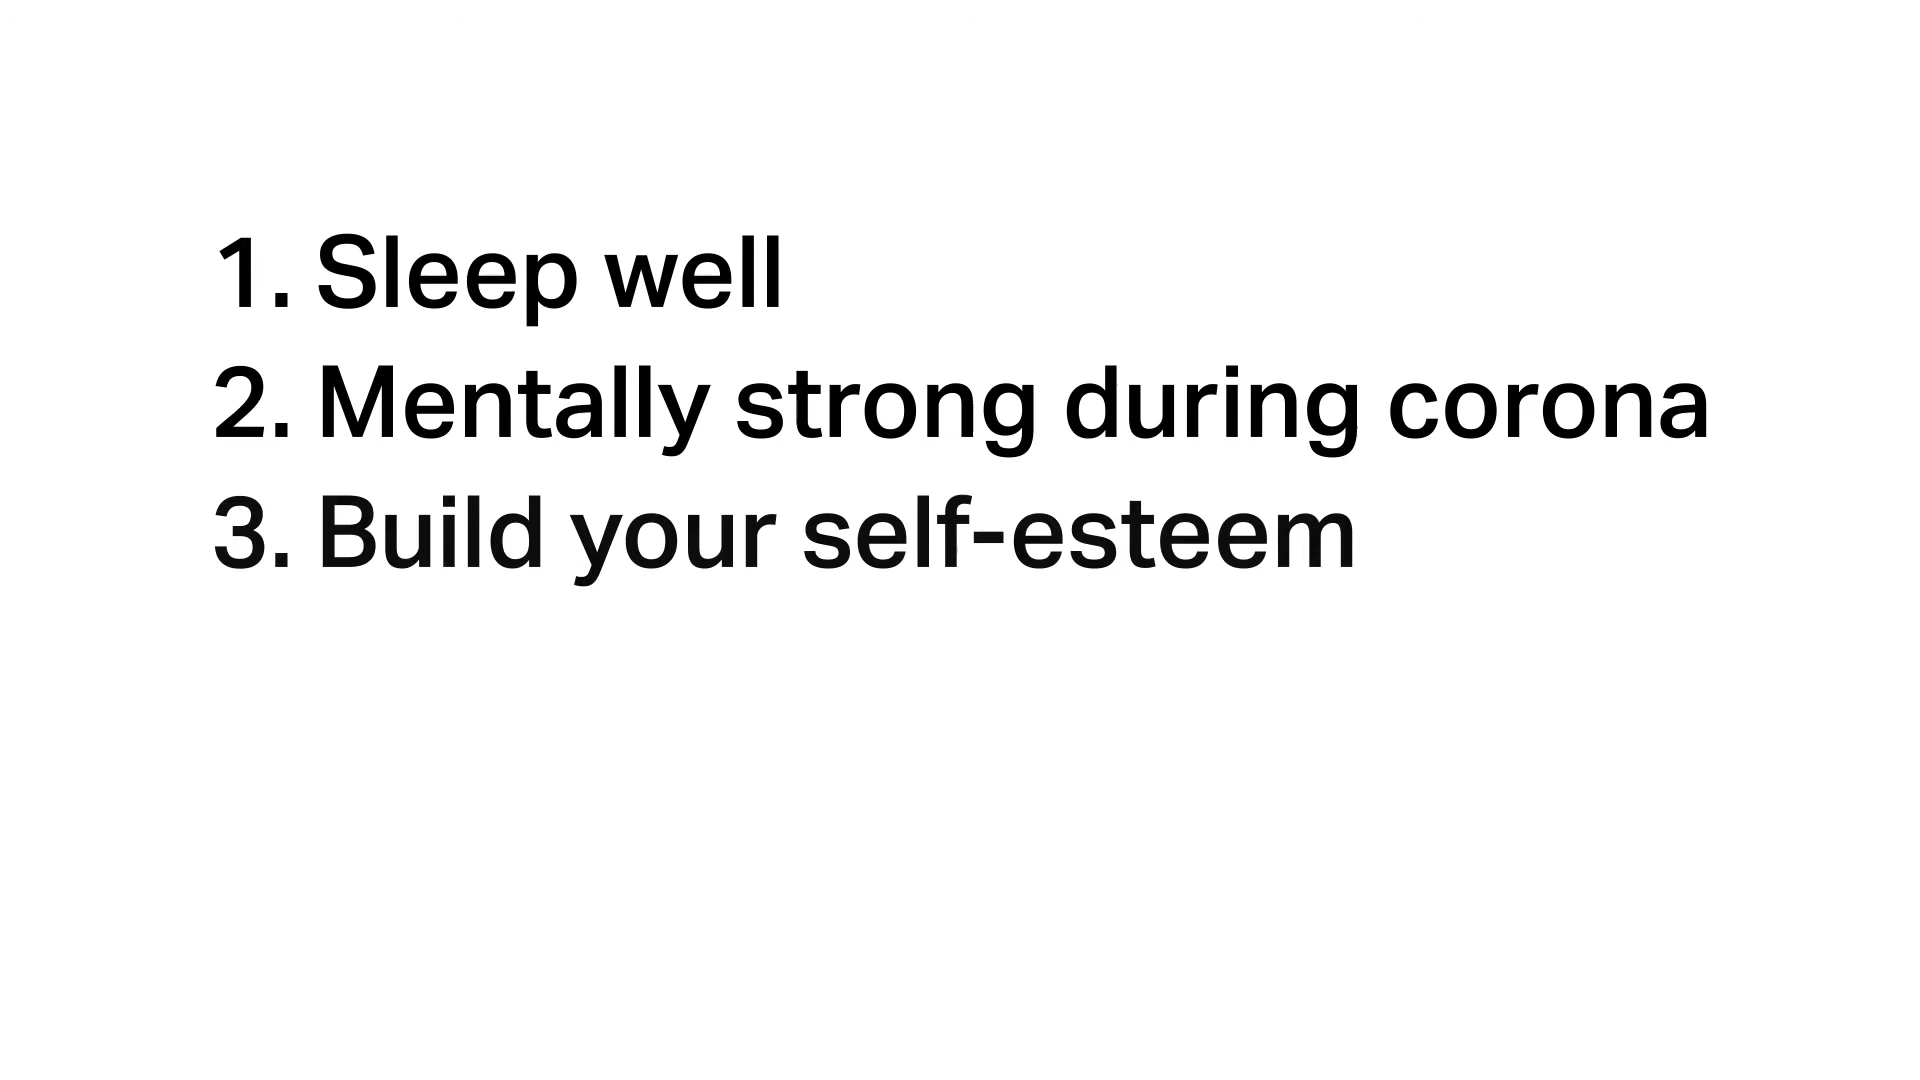 1. Sleep well
2. Mentally strong during corona
3. Build your self-esteem